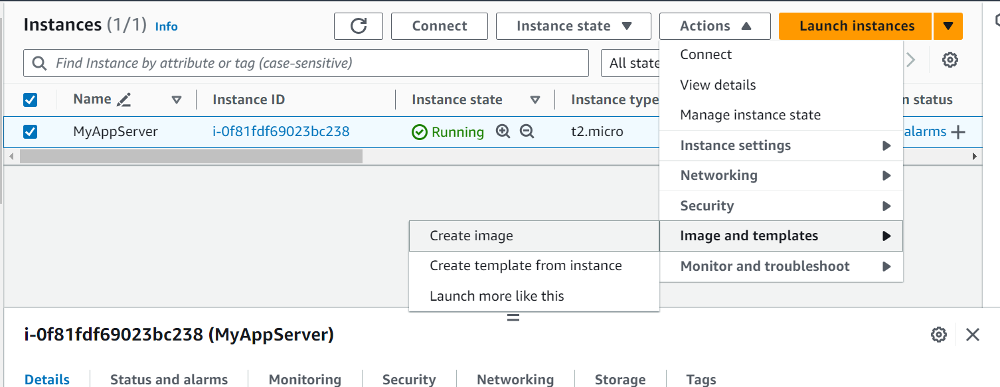 Instances (1/1) Info Connect Instance state Actions Launch instances
Find Instance by attribute or tag (case-sensitive) All state
Connect
View details
Manage instance state
Instance settings
Networking
Security
Image and templates
Monitor and troubleshoot
Name Instance ID Instance state Instance type n status
MyAppServer i-0f81fdf69023bc238 Running t2.micro alarms
Create image
Create template from instance
Launch more like this
i-0f81fdf69023bc238 (MyAppServer)
Details Status and alarms Monitoring Security Networking Storage Tags